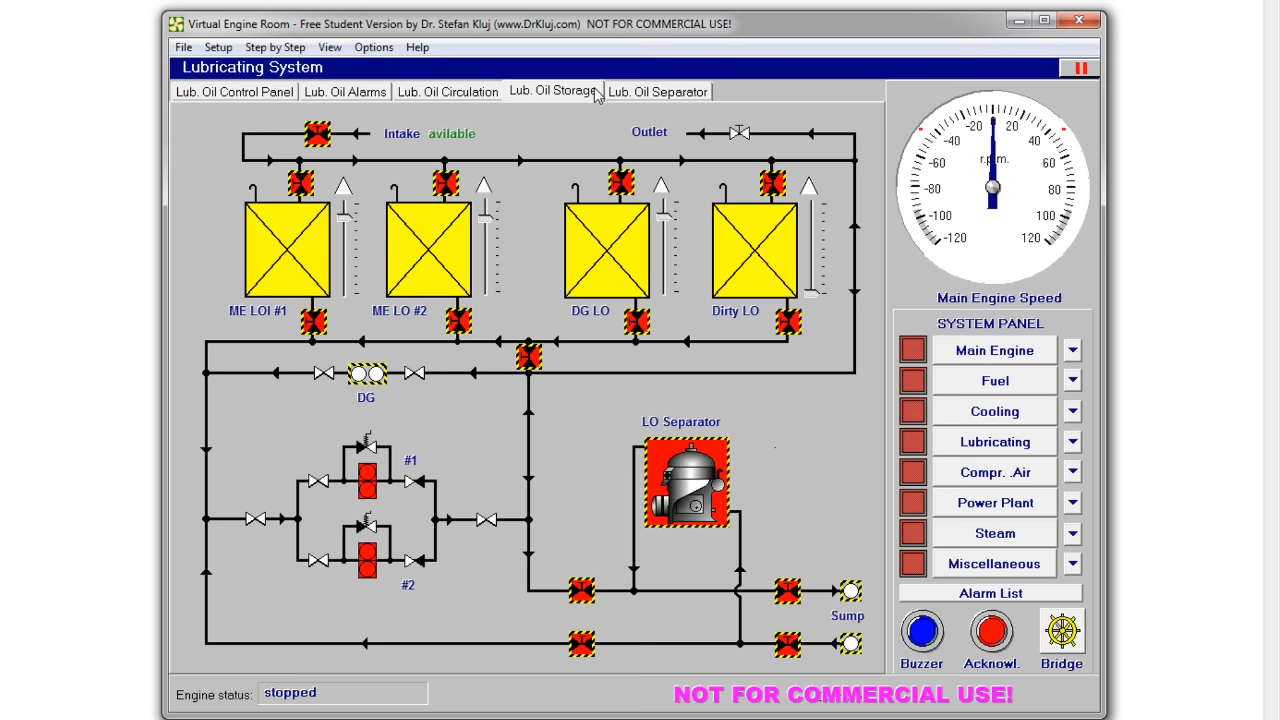 Virtual Engine Room - Free Student Version by Dr. Stefan Kluj (www.DrKluj.com) NOT FOR COMMERCIAL USE!
File Setup Step by Step View Options Help
Lubricating System
Lub. Oil Control Panel Lub. Oil Alarms Lub. Oil Circulation Lub. Oil Storage Lub. Oil Separator
Intake avilable
Outlet
ME LOI #1
ME LO #2
DG LO
Dirty LO
DG
LO Separator
#1
#2
Sump
-20 20
-40 40
r.p.m.
-60 60
-80 80
-100 100
-120 120
Main Engine Speed
SYSTEM PANEL
Main Engine
Fuel
Cooling
Lubricating
Compr. .Air
Power Plant
Steam
Miscellaneous
Alarm List
Buzzer Acknowl. Bridge
Engine status: stopped
NOT FOR COMMERCIAL USE!